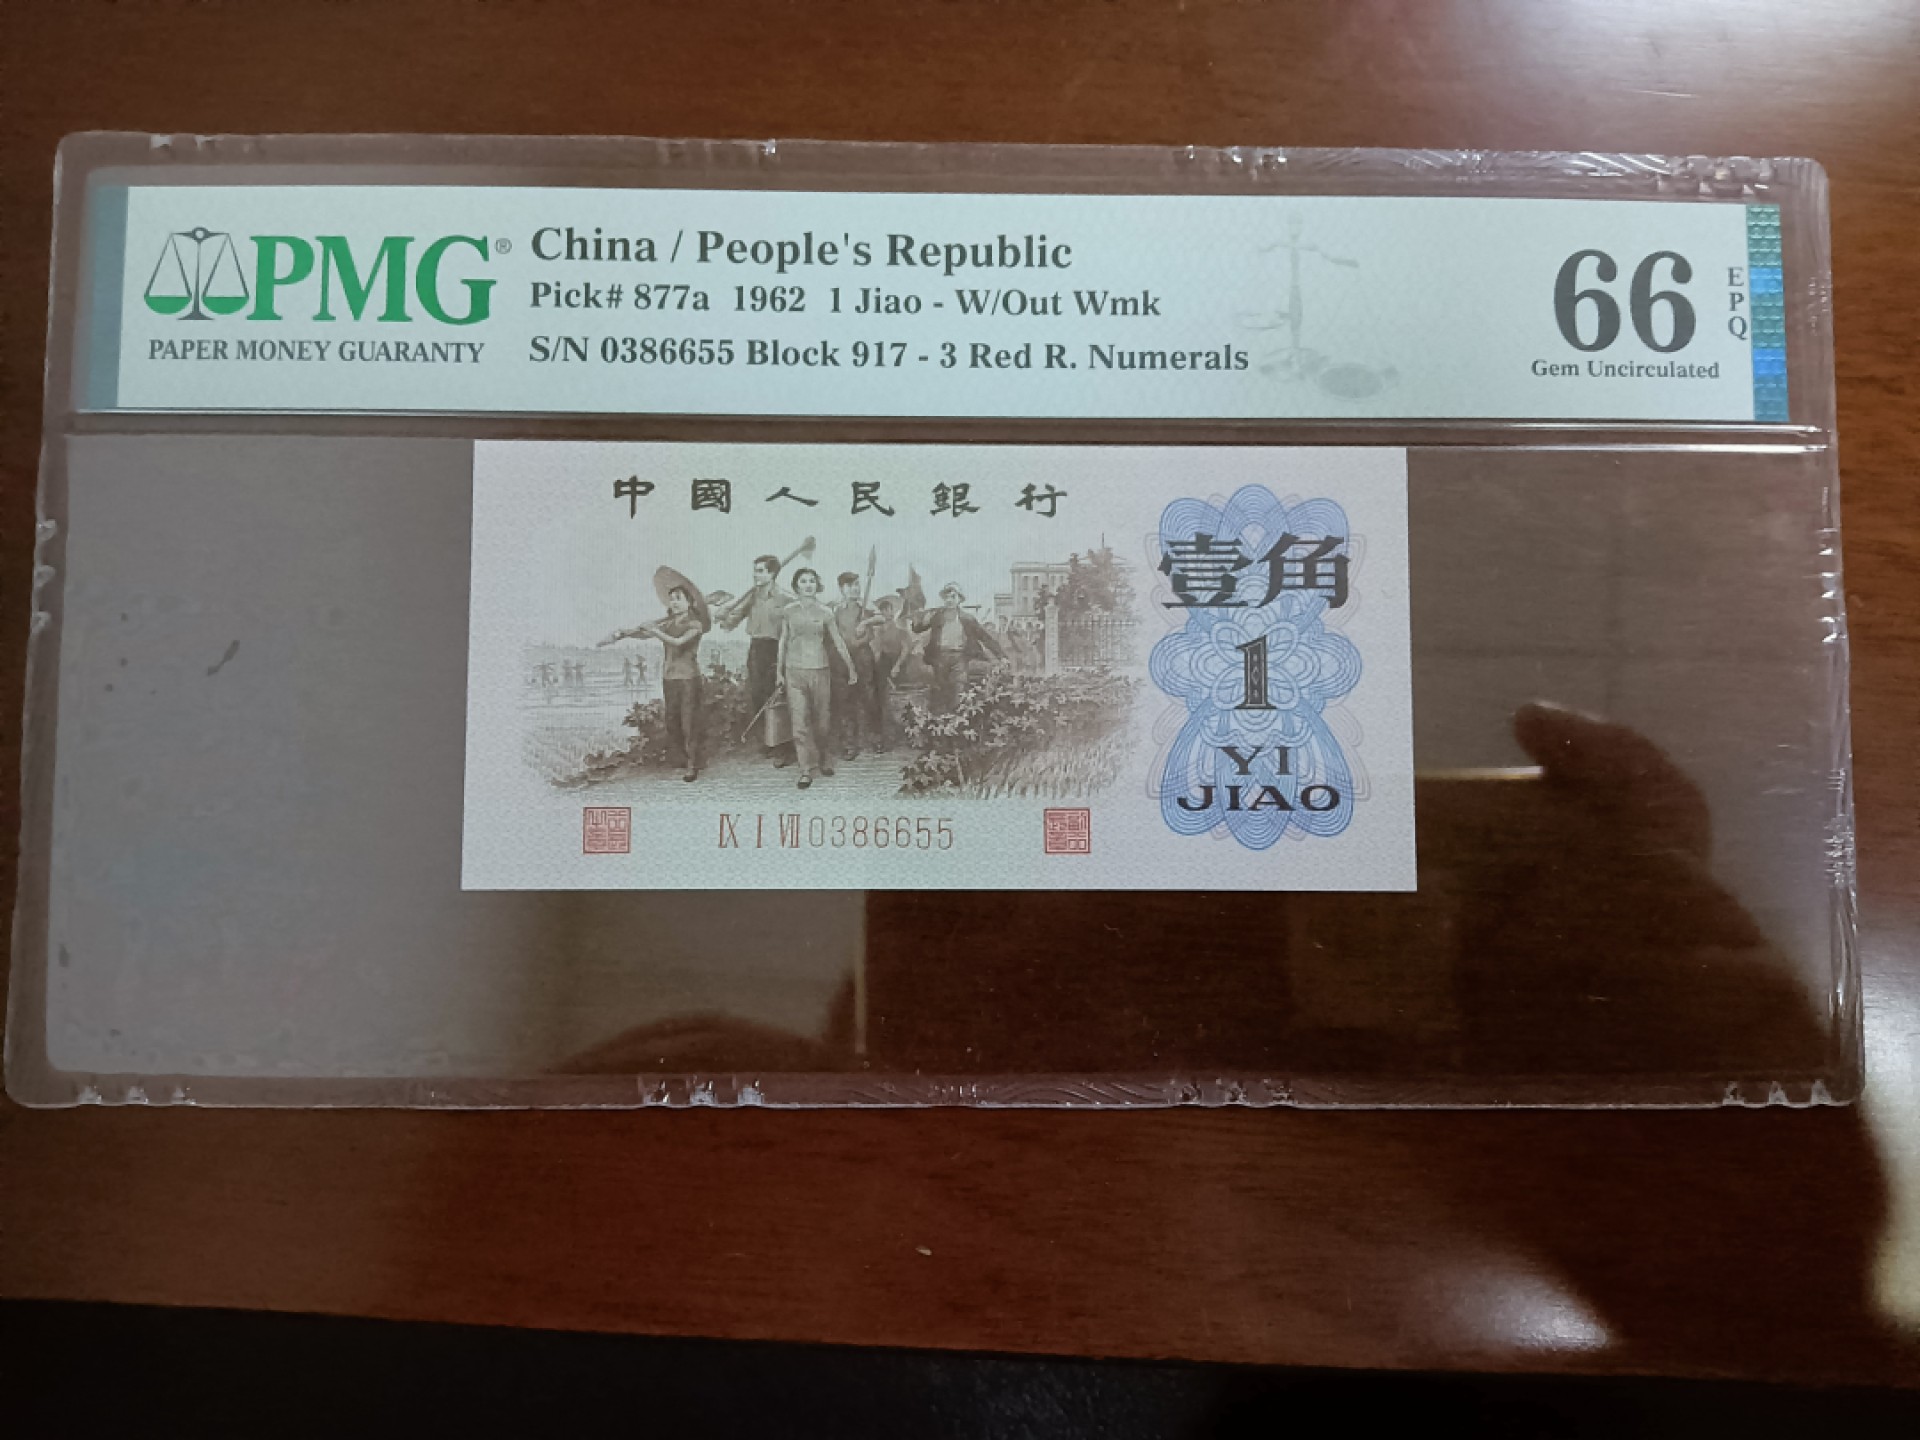 PMG®
PAPER MONEY GUARANTY
China / People's Republic
Pick# 877a 1962 1 Jiao - W/Out Wmk
S/N 0386655 Block 917 - 3 Red R. Numerals
66
EPQ
Gem Uncirculated
中國人民銀行
壹角
1
YI
JIAO
IX I VII 0386655